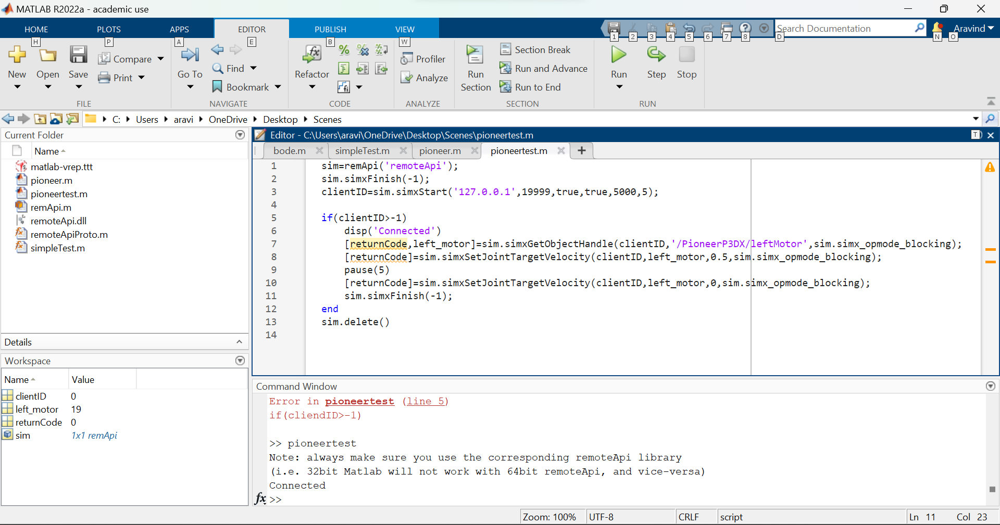 MATLAB R2022a - academic use
HOME PLOTS APPS EDITOR PUBLISH VIEW
Search Documentation
Aravind
H P A E B W 1 2 3 4 5 6 7 8 D N O
New Open Save Compare Print
FILE
Go To Find Bookmark
NAVIGATE
Refactor
CODE
Profiler
Analyze
ANALYZE
Run Section
Section Break
Run and Advance
Run to End
SECTION
Run Step Stop
RUN
C: Users aravi OneDrive Desktop Scenes
Current Folder
Name
matlab-vrep.ttt
pioneer.m
pioneertest.m
remApi.m
remoteApi.dll
remoteApiProto.m
simpleTest.m
Details
Workspace
Name Value
clientID 0
left_motor 19
returnCode 0
sim 1x1 remApi
Editor - C:\Users\aravi\OneDrive\Desktop\Scenes\pioneertest.m
T
bode.m simpleTest.m pioneer.m pioneertest.m
1 sim=remApi('remoteApi');
2 sim.simxFinish(-1);
3 clientID=sim.simxStart('127.0.0.1',19999,true,true,5000,5);
4
5 if(clientID>-1)
6 disp('Connected')
7 [returnCode,left_motor]=sim.simxGetObjectHandle(clientID,'/PioneerP3DX/leftMotor',sim.simx_opmode_blocking);
8 [returnCode]=sim.simxSetJointTargetVelocity(clientID,left_motor,0.5,sim.simx_opmode_blocking);
9 pause(5)
10 [returnCode]=sim.simxSetJointTargetVelocity(clientID,left_motor,0,sim.simx_opmode_blocking);
11 sim.simxFinish(-1);
12 end
13 sim.delete()
14
Command Window
Error in pioneertest (line 5)
if(cliendID>-1)
>> pioneertest
Note: always make sure you use the corresponding remoteApi library
(i.e. 32bit Matlab will not work with 64bit remoteApi, and vice-versa)
Connected
fx >>
Zoom: 100% UTF-8 CRLF script Ln 11 Col 23